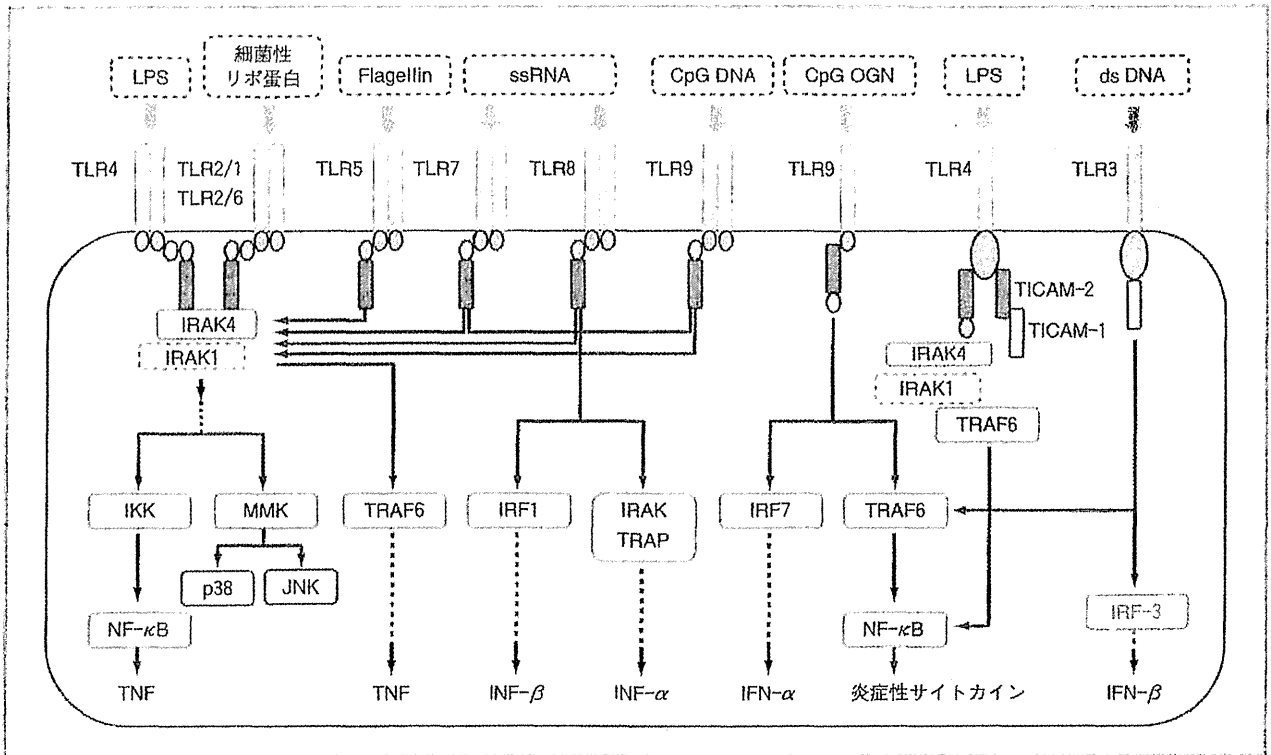 LPS
細菌性
リポ蛋白
Flagellin
ssRNA
CpG DNA
CpG OGN
LPS
ds DNA
TLR4
TLR2/1
TLR2/6
TLR5
TLR7
TLR8
TLR9
TLR9
TLR4
TLR3
TICAM-2
TICAM-1
IRAK4
IRAK1
IRAK4
IRAK1
TRAF6
IKK
MMK
TRAF6
IRF1
IRAK
TRAP
IRF7
TRAF6
p38
JNK
NF-κB
NF-κB
IRF-3
TNF
TNF
INF-β
INF-α
IFN-α
炎症性サイトカイン
IFN-β